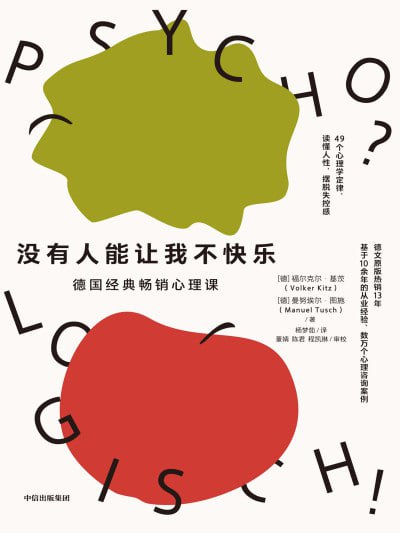 PSYCHO?
49个心理学定律，
读懂人性，摆脱失控感
没有人能让我不快乐
德国经典畅销心理课
[德] 福尔克尔·基茨
（Volker Kitz）
[德] 曼努埃尔·图施
（Manuel Tusch）
/ 著
杨梦茹 / 译
董婧 陈君 程凯琳 / 审校
德文原版热销13年
基于10余年的从业经验、数万个心理咨询案例
LOGISCH!
中信出版集团